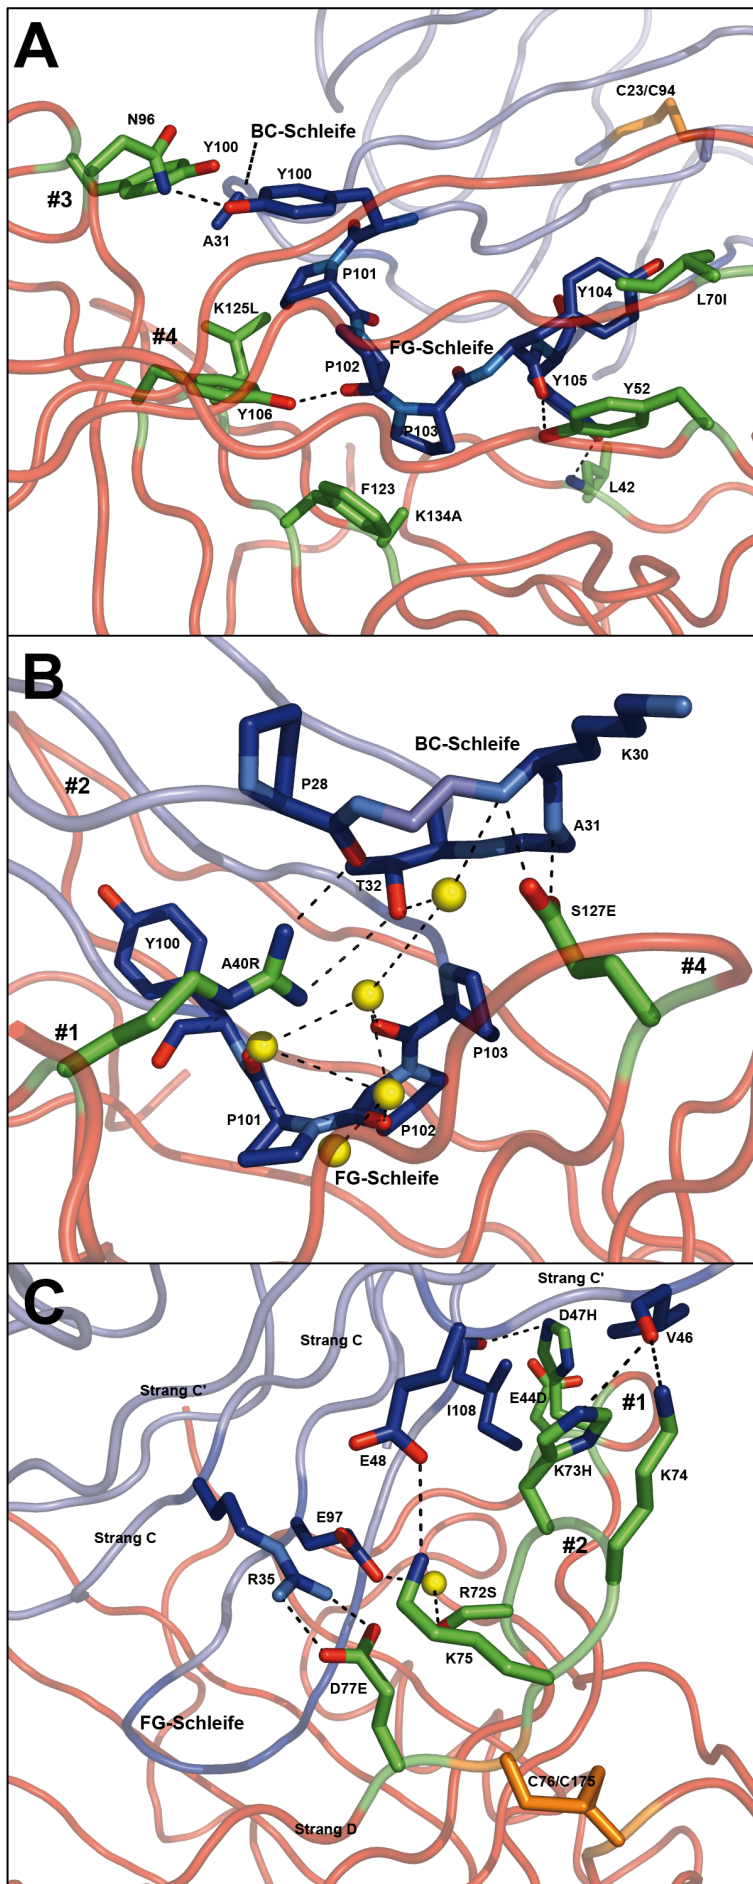 A
C23/C94
N96
Y100
BC-Schleife
Y100
#3
A31
P101
Y104
L70I
K125L
#4
FG-Schleife
P102
Y105
Y52
Y106
P103
F123
L42
K134A
B
BC-Schleife
K30
#2
P28
A31
T32
S127E
Y100
A40R
#4
#1
P103
P101
P102
FG-Schleife
C
Strang C'
D47H
Strang C
V46
Strang C'
E44D
I108
#1
E48
K73H
K74
E97
Strang C
#2
R35
R72S
K75
D77E
FG-Schleife
C76/C175
Strang D